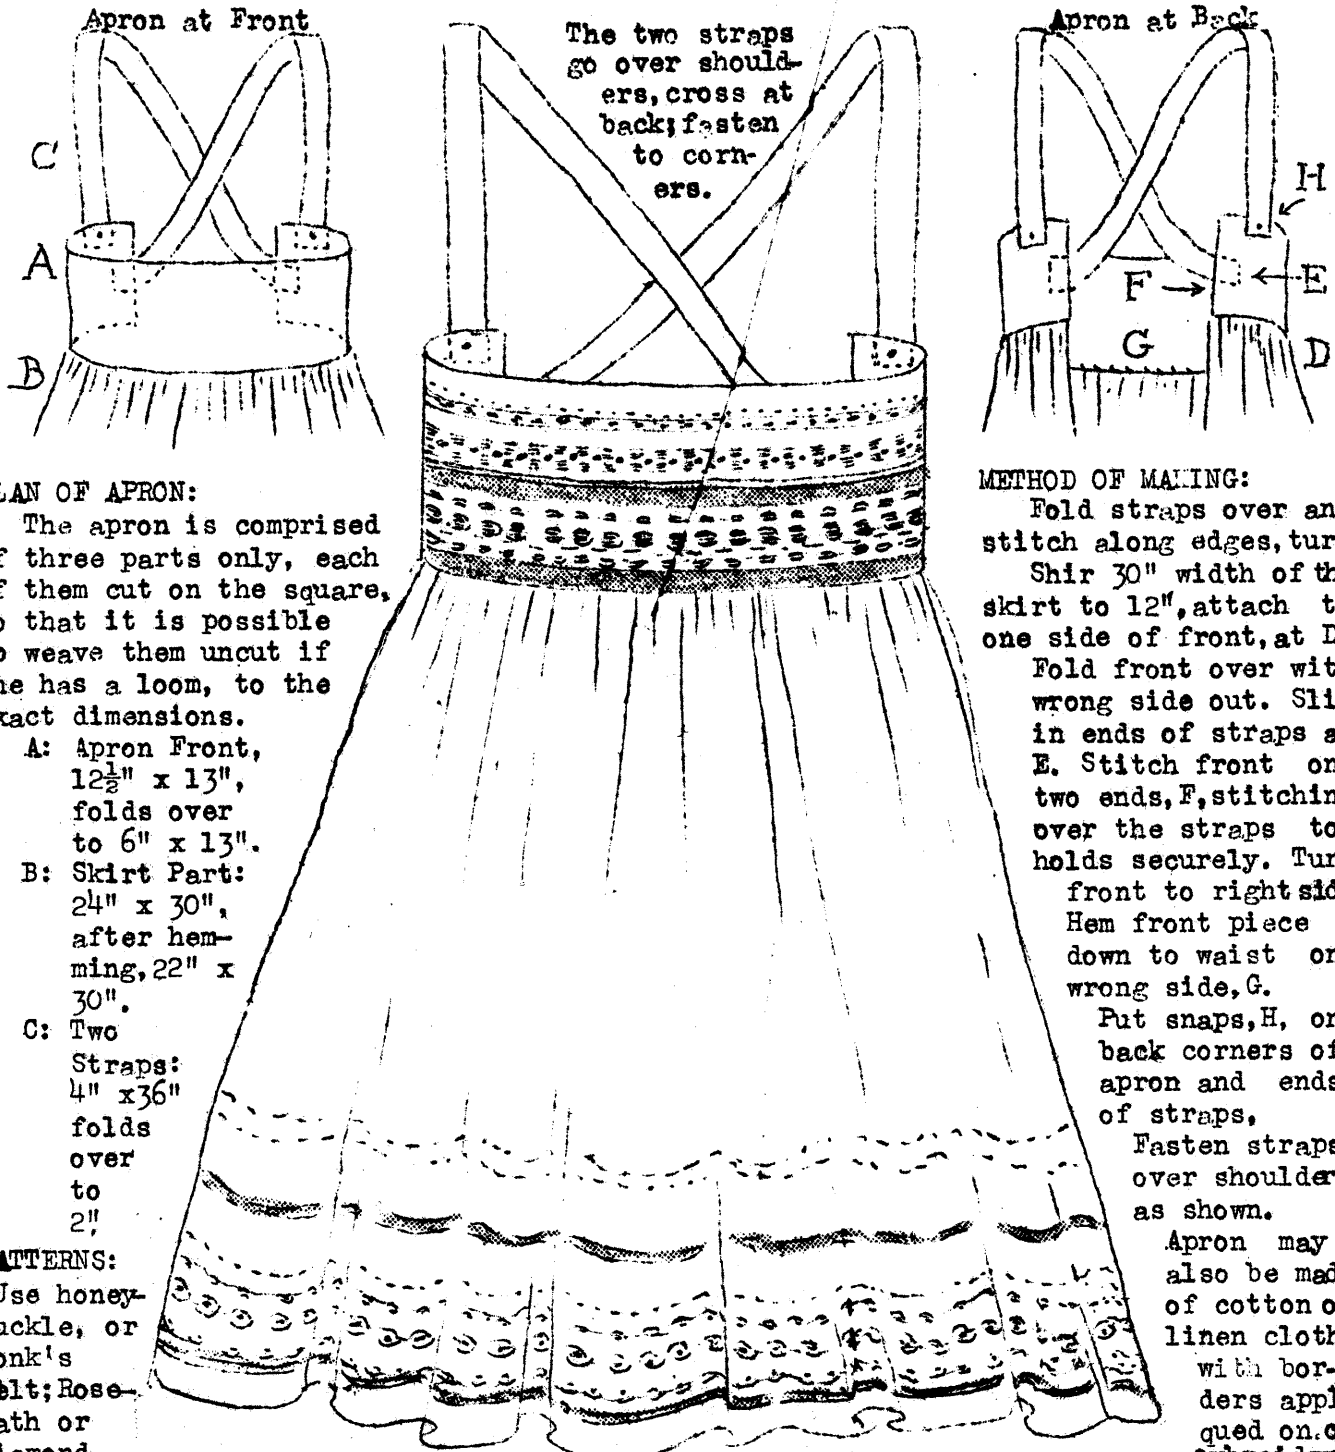 Apron at Front
The two straps
go over should-
ers, cross at
back; fasten
to corn-
ers.
Apron at Back
C
A
B
H
E
F
G
D
LAN OF APRON:
The apron is comprised
f three parts only, each
f them cut on the square,
o that it is possible
o weave them uncut if
ne has a loom, to the
xact dimensions.
A: Apron Front,
12½" x 13",
folds over
to 6" x 13".
B: Skirt Part:
24" x 30",
after hem-
ming, 22" x
30".
C: Two
Straps:
4" x36"
folds
over
to
2".
ATTERNS:
Use honey-
uckle, or
onk's
elt; Rose-
ath or
iamond
METHOD OF MAKING:
Fold straps over an
stitch along edges, tur
Shir 30" width of th
skirt to 12", attach t
one side of front, at D
Fold front over wit
wrong side out. Sli
in ends of straps a
E. Stitch front on
two ends, F, stitchin
over the straps to
holds securely. Tur
front to right sid
Hem front piece
down to waist on
wrong side, G.
Put snaps, H, on
back corners of
apron and ends
of straps,
Fasten straps
over shoulder
as shown.
Apron may
also be mad
of cotton o
linen cloth
with bor-
ders appl
qued on.